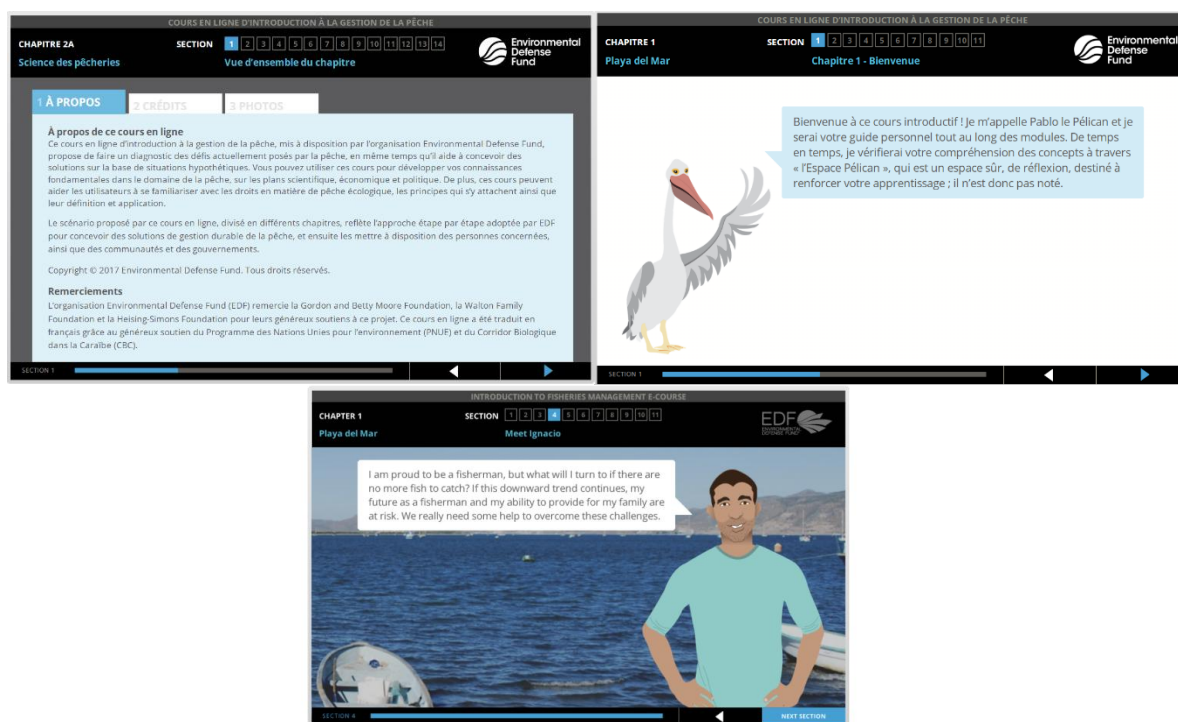 COURS EN LIGNE D'INTRODUCTION À LA GESTION DE LA PÊCHE
CHAPITRE 2A
SECTION 1 2 3 4 5 6 7 8 9 10 11 12 13 14
Science des pêcheries
Vue d'ensemble du chapitre
Environmental
Defense
Fund
1 À PROPOS
2 CRÉDITS
3 PHOTOS
À propos de ce cours en ligne
Ce cours en ligne d'introduction à la gestion de la pêche, mis à disposition par l'organisation Environmental Defense Fund,
propose de faire un diagnostic des défis actuellement posés par la pêche, en même temps qu'il aide à concevoir des
solutions sur la base de situations hypothétiques. Vous pouvez utiliser ces cours pour développer vos connaissances
fondamentales dans le domaine de la pêche, sur les plans scientifique, économique et politique. De plus, ces cours peuvent
aider les utilisateurs à se familiariser avec les droits en matière de pêche écologique, les principes qui s'y attachent ainsi que
leur définition et application.
Le scénario proposé par ce cours en ligne, divisé en différents chapitres, reflète l'approche étape par étape adoptée par EDF
pour concevoir des solutions de gestion durable de la pêche, et ensuite les mettre à disposition des personnes concernées,
ainsi que des communautés et des gouvernements.
Copyright © 2017 Environmental Defense Fund. Tous droits réservés.
Remerciements
L'organisation Environmental Defense Fund (EDF) remercie la Gordon and Betty Moore Foundation, la Walton Family
Foundation et la Heising-Simons Foundation pour leurs généreux soutiens à ce projet. Ce cours en ligne a été traduit en
français grâce au généreux soutien du Programme des Nations Unies pour l'environnement (PNUE) et du Corridor Biologique
dans la Caraïbe (CBC).
SECTION 1
COURS EN LIGNE D'INTRODUCTION À LA GESTION DE LA PÊCHE
CHAPITRE 1
SECTION 1 2 3 4 5 6 7 8 9 10 11
Playa del Mar
Chapitre 1 - Bienvenue
Environmental
Defense
Fund
Bienvenue à ce cours introductif ! Je m'appelle Pablo le Pélican et je
serai votre guide personnel tout au long des modules. De temps
en temps, je vérifierai votre compréhension des concepts à travers
« l'Espace Pélican », qui est un espace sûr, de réflexion, destiné à
renforcer votre apprentissage ; il n'est donc pas noté.
SECTION 1
INTRODUCTION TO FISHERIES MANAGEMENT E-COURSE
CHAPTER 1
SECTION 1 2 3 4 5 6 7 8 9 10 11
Playa del Mar
Meet Ignacio
EDF
ENVIRONMENTAL
DEFENSE FUND
I am proud to be a fisherman, but what will I turn to if there are
no more fish to catch? If this downward trend continues, my
future as a fisherman and my ability to provide for my family are
at risk. We really need some help to overcome these challenges.
SECTION 4
NEXT SECTION